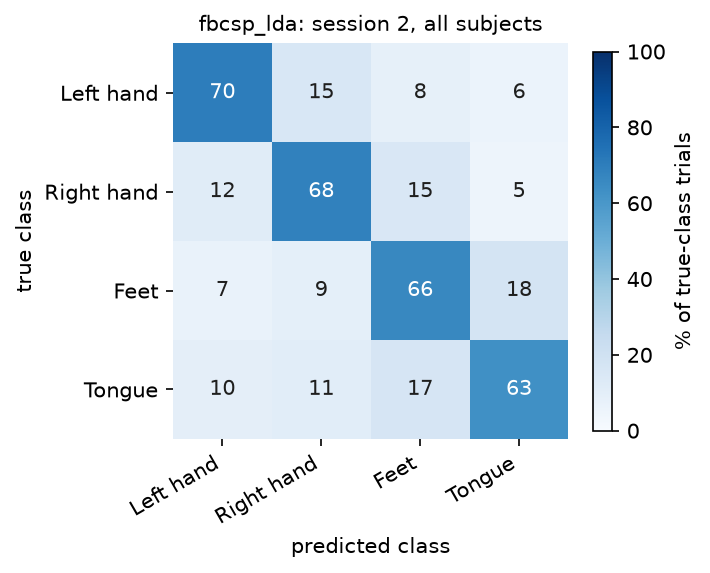 fbcsp_lda: session 2, all subjects
Left hand 70 15 8 6
Right hand 12 68 15 5
Feet 7 9 66 18
Tongue 10 11 17 63
Left hand Right hand Feet Tongue
predicted class
true class
100
80
60
40
20
0
% of true-class trials